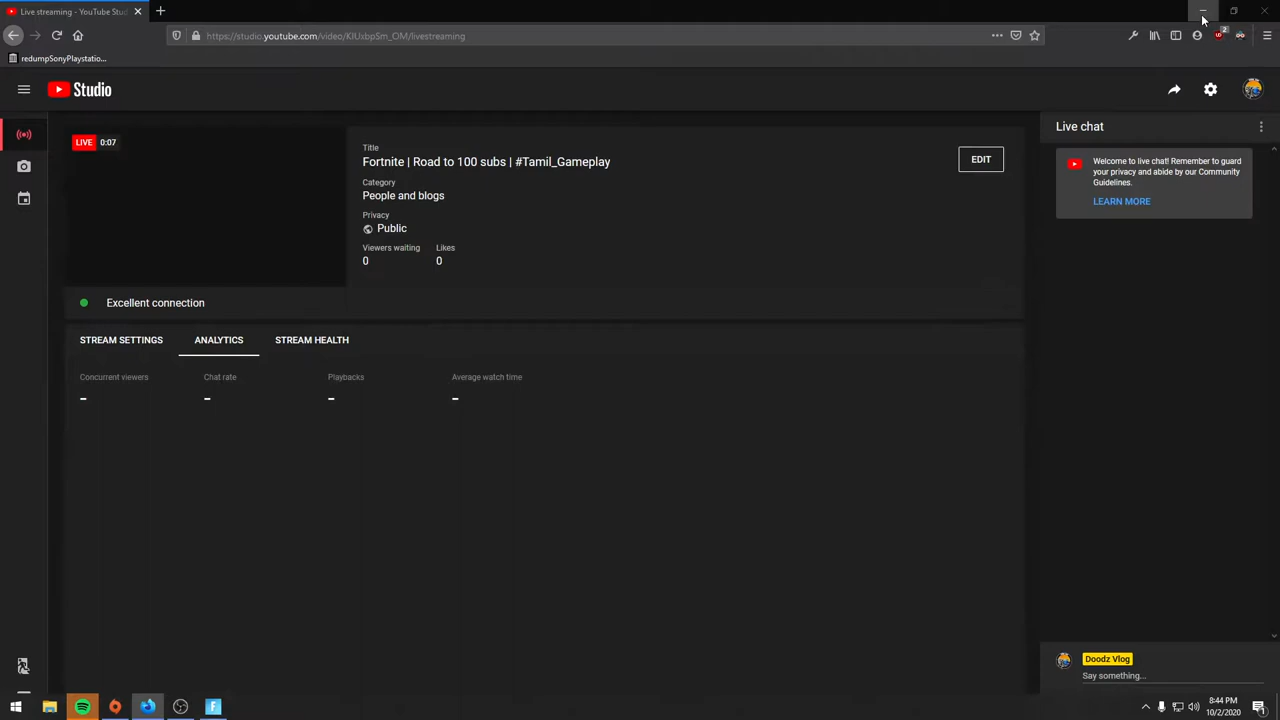 Live streaming - YouTube Stud
https://studio.youtube.com/video/KIUxbpSm_OM/livestreaming
2
redumpSonyPlaystatio...
Studio
LIVE 0:07
Title
Fortnite | Road to 100 subs | #Tamil_Gameplay
EDIT
Category
People and blogs
Privacy
Public
Viewers waiting Likes
0 0
Excellent connection
STREAM SETTINGS ANALYTICS STREAM HEALTH
Concurrent viewers Chat rate Playbacks Average watch time
– – – –
Live chat
Welcome to live chat! Remember to guard
your privacy and abide by our Community
Guidelines.
LEARN MORE
Doodz Vlog
Say something...
8:44 PM
10/2/2020
1